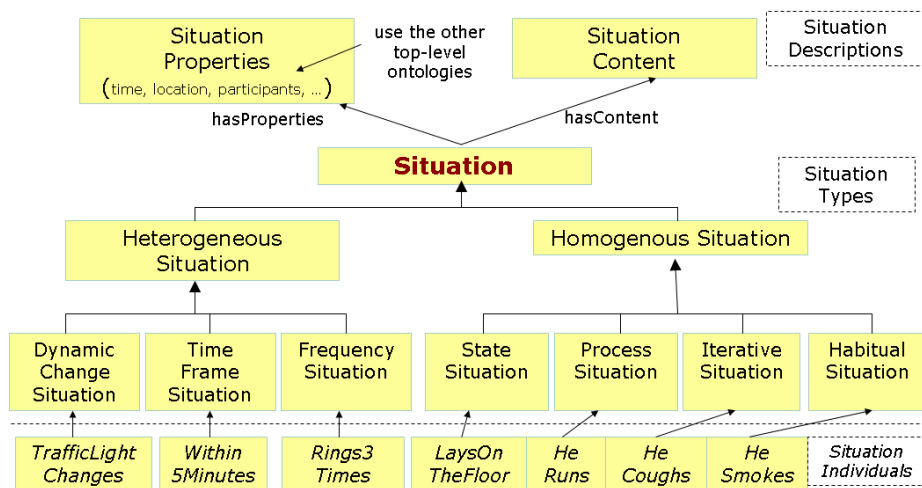 Situation
Properties
(time, location, participants, ...)
use the other
top-level
ontologies
Situation
Content
Situation
Descriptions
hasProperties
hasContent
Situation
Situation
Types
Heterogeneous
Situation
Homogenous Situation
Dynamic
Change
Situation
Time
Frame
Situation
Frequency
Situation
State
Situation
Process
Situation
Iterative
Situation
Habitual
Situation
TrafficLight
Changes
Within
5Minutes
Rings3
Times
LaysOn
TheFloor
He
Runs
He
Coughs
He
Smokes
Situation
Individuals